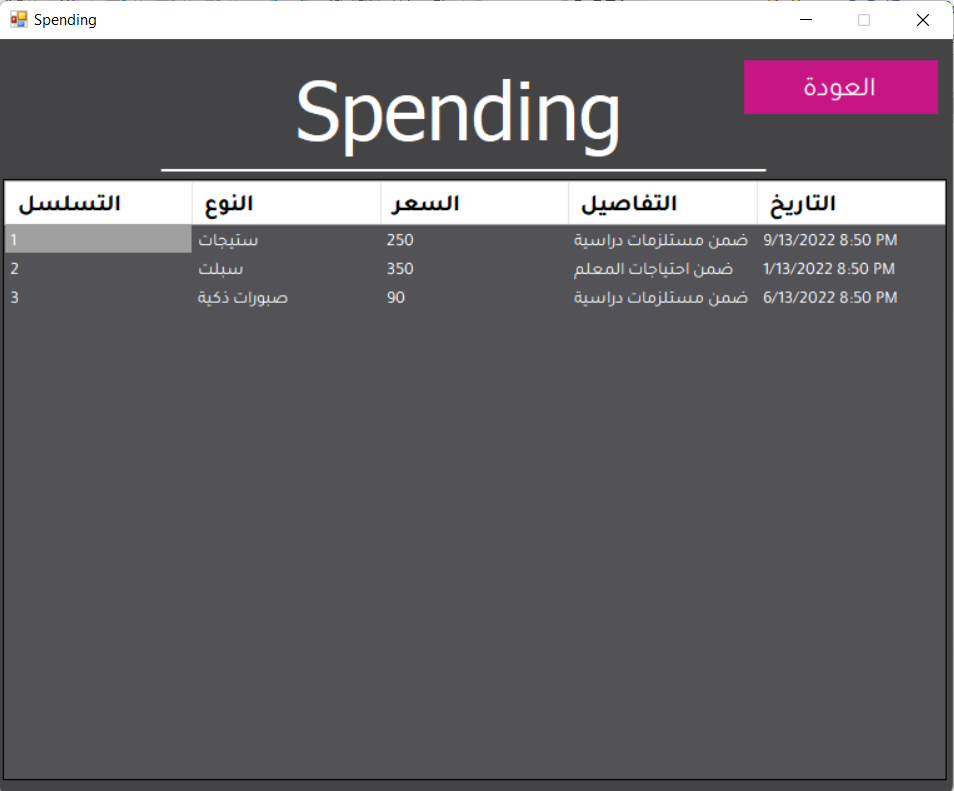 Spending
العودة
Spending
التسلسل النوع السعر التفاصيل التاريخ
1 ستيجات 250 ضمن مستلزمات دراسية 9/13/2022 8:50 PM
2 سبلت 350 ضمن احتياجات المعلم 1/13/2022 8:50 PM
3 صبورات ذكية 90 ضمن مستلزمات دراسية 6/13/2022 8:50 PM